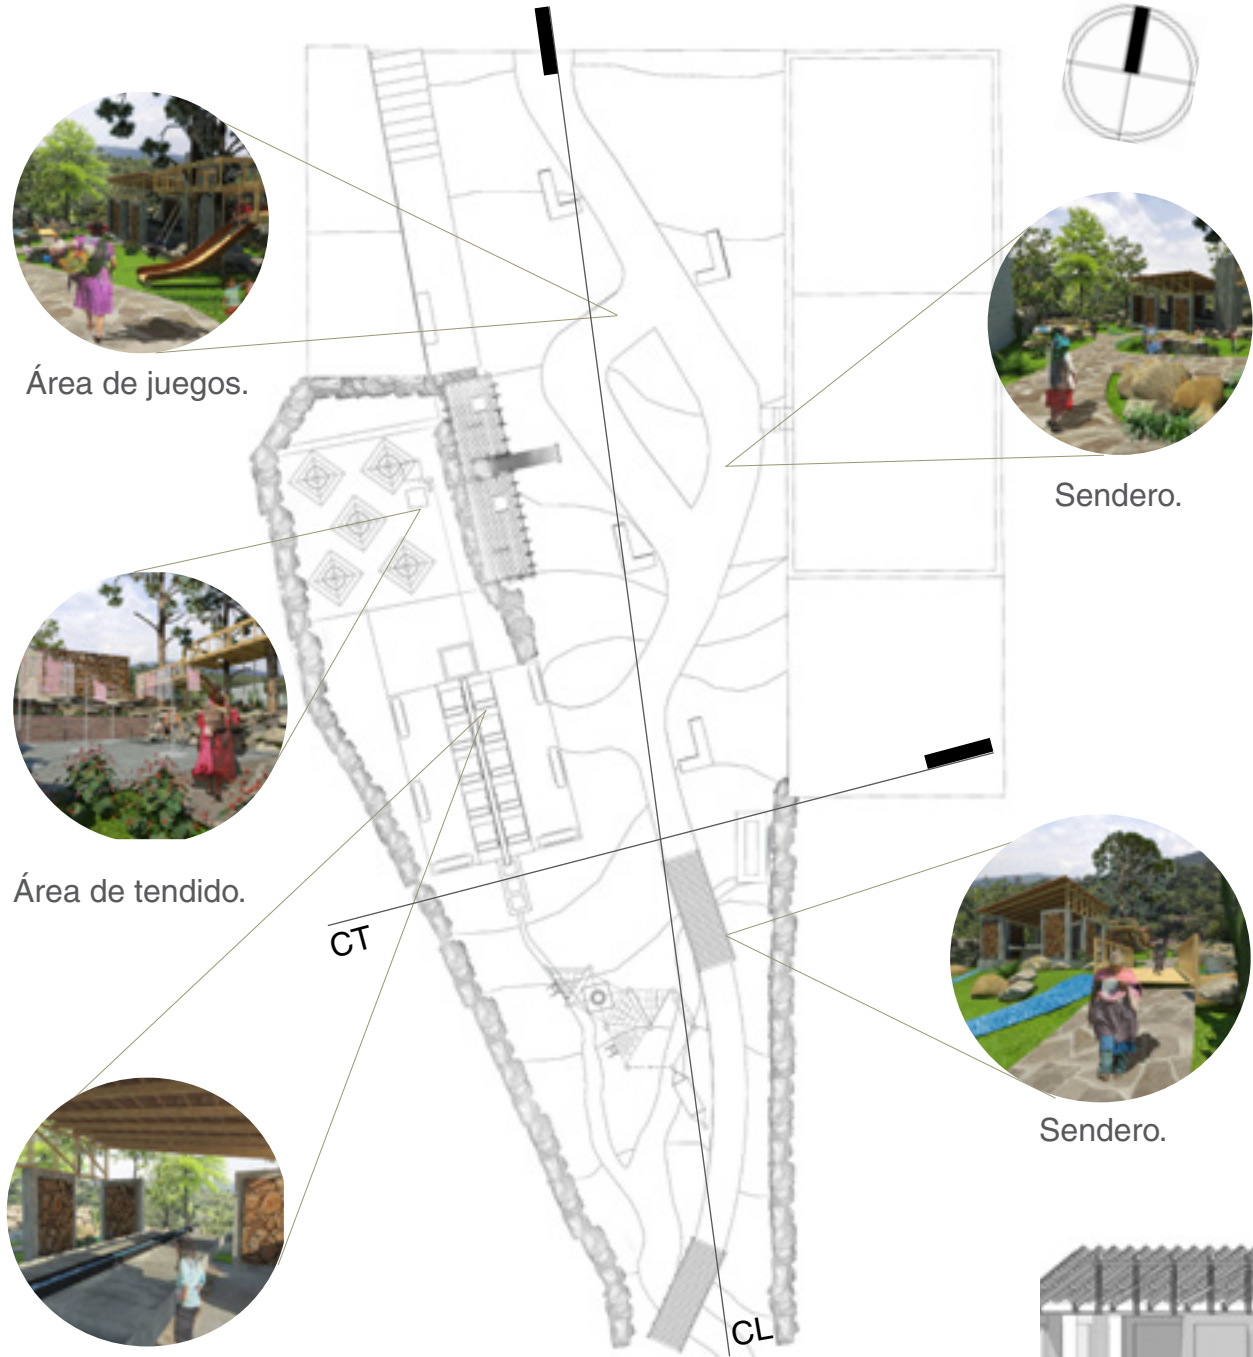 Área de juegos.
Sendero.
Área de tendido.
CT
Sendero.
CL